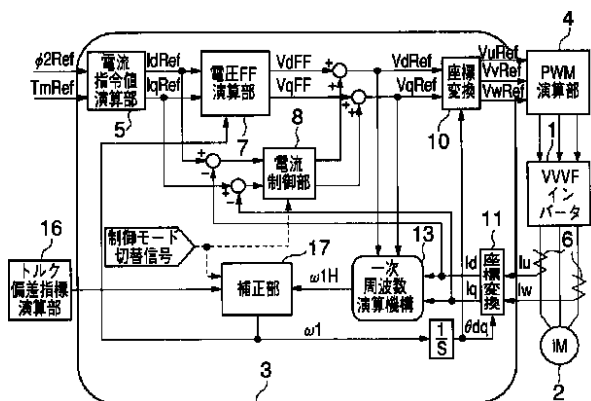 4
φ2Ref
TmRef
電流
指令値
演算部
5
IdRef
IqRef
電圧FF
演算部
7
VdFF
VqFF
+
+
+
+
VdRef
VqRef
座標
変換
10
VuRef
VvRef
VwRef
PWM
演算部
8
電流
制御部
+
-
+
-
1
VVVF
イン
バータ
6
16
トルク
偏差指標
演算部
制御モード
切替信号
17
補正部
ω1H
13
一次
周波数
演算機構
Id
Iq
11
座標変換
Iu
Iw
ω1
1
S
θdq
IM
2
3